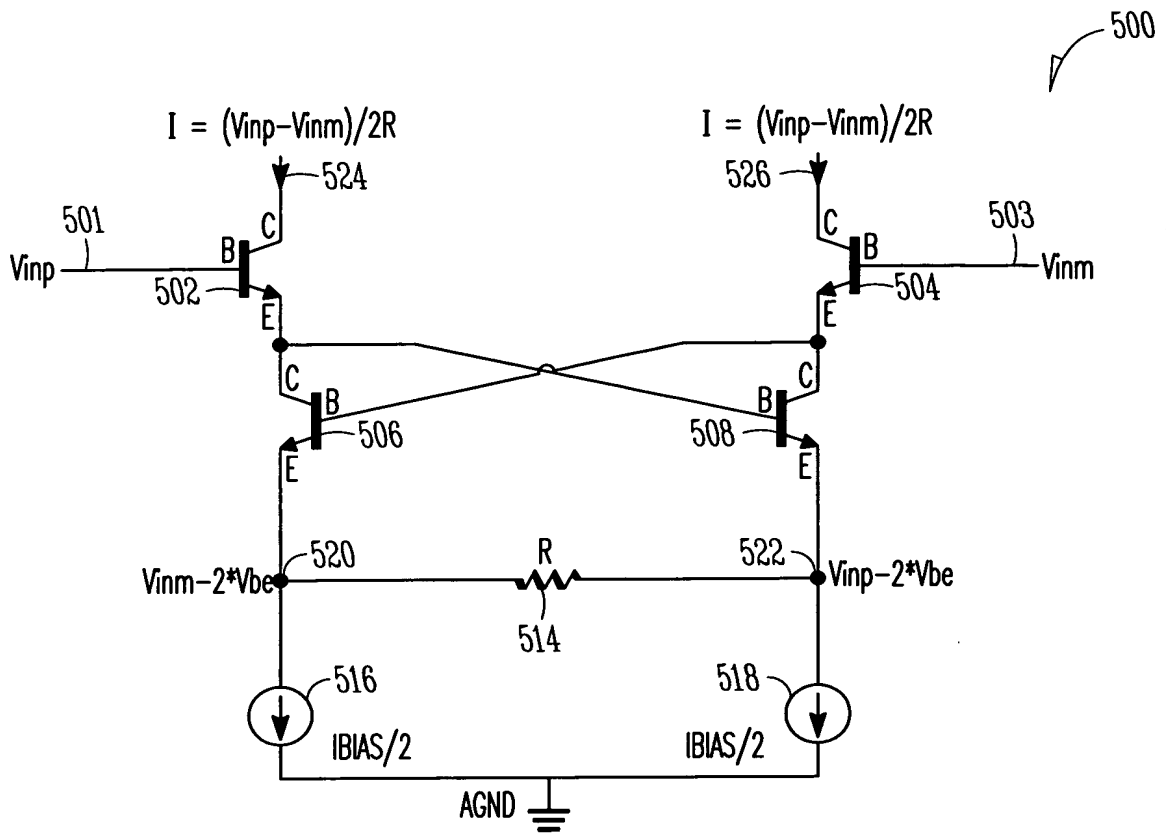 500
I = (Vinp-Vinm)/2R
I = (Vinp-Vinm)/2R
524
526
501
C
C
503
Vinp
B
B
Vinm
502
504
E
E
C
C
B
B
506
508
E
E
520
R
522
Vinm-2*Vbe
Vinp-2*Vbe
514
516
518
IBIAS/2
IBIAS/2
AGND